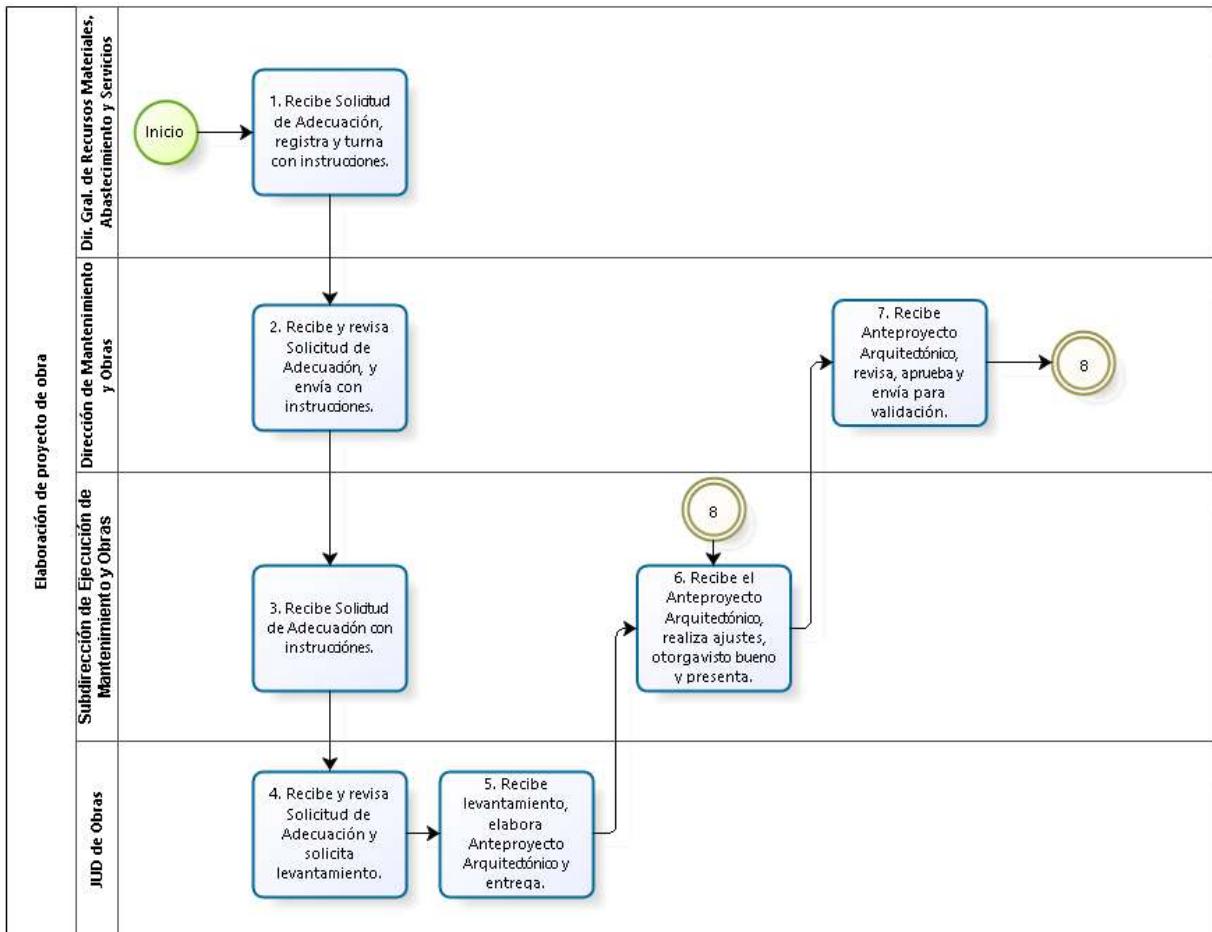 Elaboración de proyecto de obra
Dir. Gral. de Recursos Materiales,
Abastecimiento y Servicios
Inicio
1. Recibe Solicitud
de Adecuación,
registra y turna
con instrucciones.
Dirección de Mantenimiento
y Obras
2. Recibe y revisa
Solicitud de
Adecuación, y
envía con
instrucciones.
7. Recibe
Anteproyecto
Arquitectónico,
revisa, aprueba y
envía para
validación.
8
Subdirección de Ejecución de
Mantenimiento y Obras
3. Recibe Solicitud
de Adecuación con
instrucciónes.
8
6. Recibe el
Anteproyecto
Arquitectónico,
realiza ajustes,
otorgavisto bueno
y presenta.
JUD de Obras
4. Recibe y revisa
Solicitud de
Adecuación y
solicita
levantamiento.
5. Recibe
levantamiento,
elabora
Anteproyecto
Arquitectónico y
entrega.